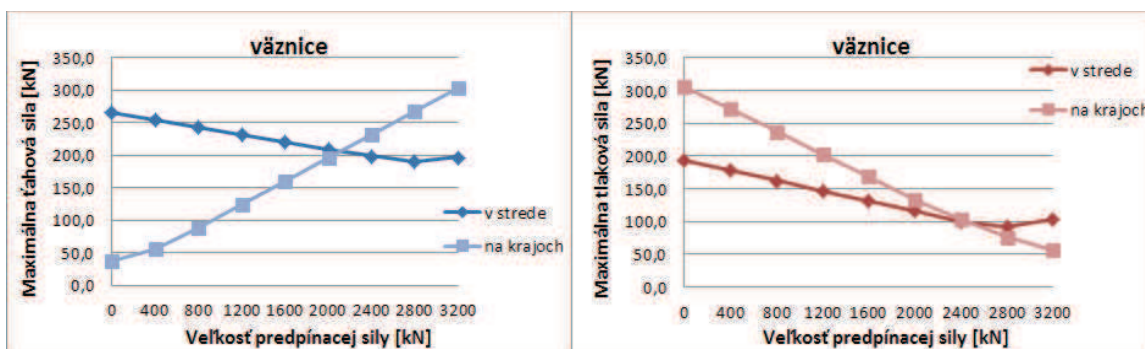 väznice
Maximálna ťahová sila [kN]
350,0
300,0
250,0
200,0
150,0
100,0
50,0
0,0
v strede
na krajoch
0 400 800 1200 1600 2000 2400 2800 3200
Veľkosť predpínacej sily [kN]
väznice
Maximálna tlaková sila [kN]
350,0
300,0
250,0
200,0
150,0
100,0
50,0
0,0
v strede
na krajoch
0 400 800 1200 1600 2000 2400 2800 3200
Veľkosť predpínacej sily [kN]